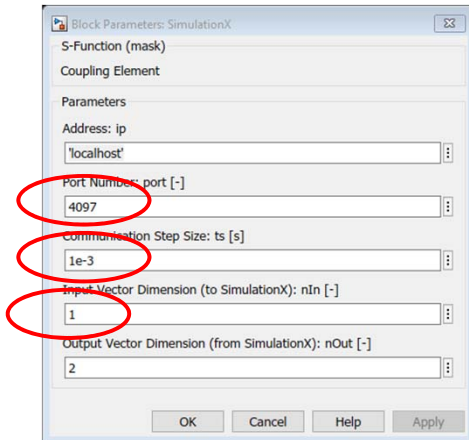 Block Parameters: SimulationX
S-Function (mask)
Coupling Element
Parameters
Address: ip
'localhost'
Port Number: port [-]
4097
Communication Step Size: ts [s]
1e-3
Input Vector Dimension (to SimulationX): nIn [-]
1
Output Vector Dimension (from SimulationX): nOut [-]
2
OK Cancel Help Apply